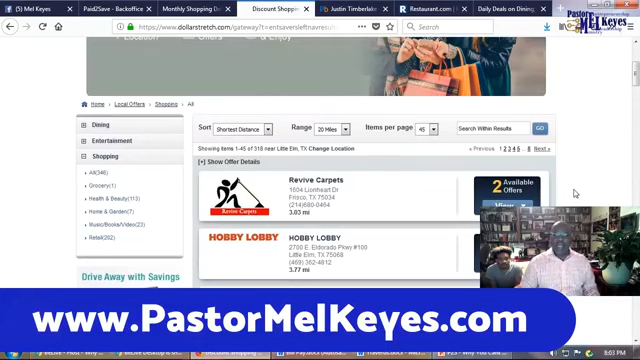 Mel Keyes
Paid2Save - Backoffice
Monthly Shopping De
Discount Shopping
Justin Timberlake
Restaurant.com |
Daily Deals on Dining,
https://www.dollarstretch.com/gateway?t=entsaversleftnavresu
Search
Pastor
Mel Keyes
Location
Offers
& Enjoy
Home
Local Offers
Shopping
All
Dining
Entertainment
Shopping
All(346)
Grocery(1)
Health & Beauty(113)
Home & Garden(7)
Music/Books/Video(23)
Retail(202)
Drive Away with Savings
Sort
Shortest Distance
Range
20 Miles
Items per page
45
Search Within Results
GO
Showing items 1-45 of 318 near Little Elm, TX Change Location
Previous 1 2 3 4 5 .. 8 Next
[+] Show Offer Details
Revive Carpets
Revive Carpets
1604 Lionheart Dr
Frisco, TX 75034
(214)680-0464
3.03 mi
2 Available
Offers
View
HOBBY LOBBY
HOBBY LOBBY
2700 E. Eldorado Pkwy #100
Little Elm, TX 75068
(469) 362-4812
3.77 mi
www.PastorMelKeyes.com
8:03 PM